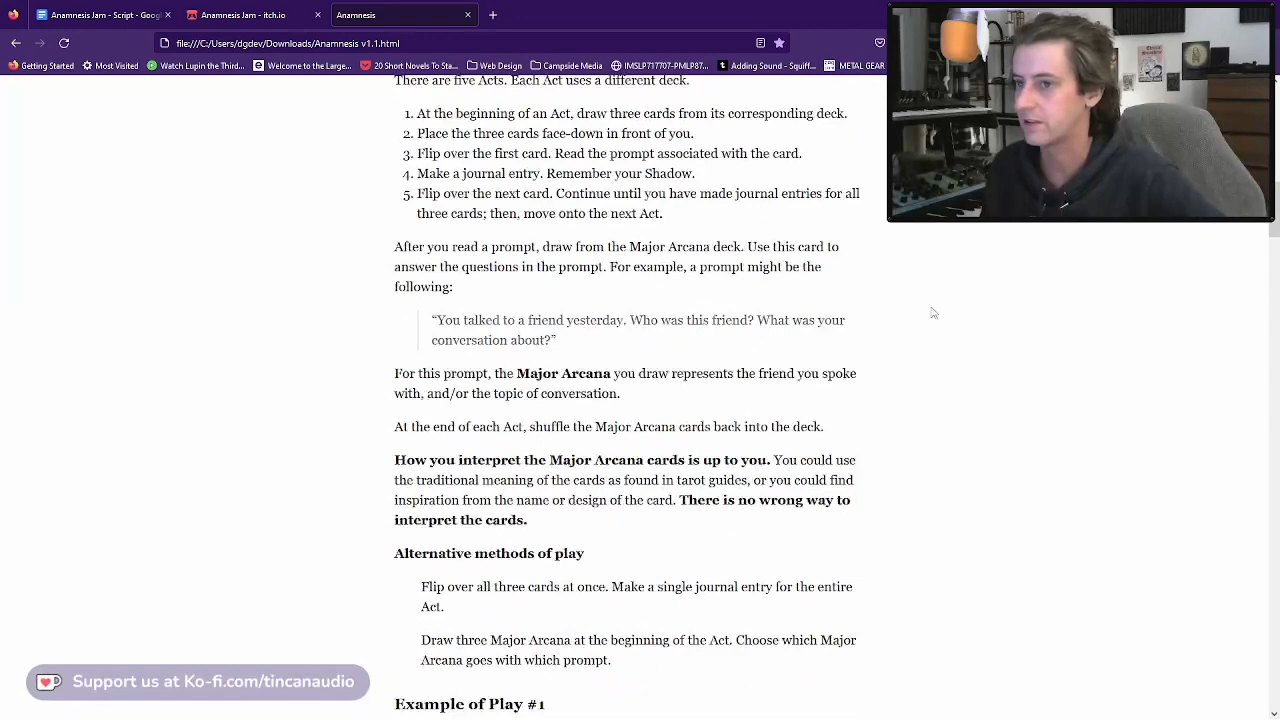 Anamnesis Jam - Script - Goog
Anamnesis Jam - itch.io
Anamnesis
file:///C:/Users/dgdev/Downloads/Anamnesis v1.1.html
Getting Started
Most Visited
Watch Lupin the Thir
Welcome to the Large...
20 Short Novels To
Web Design
Campside Media
IMSLP717707-PMLP87...
Adding Sound - Squiff...
METAL GEAR
There are five Acts. Each Act uses a different deck.
1. At the beginning of an Act, draw three cards from its corresponding deck.
2. Place the three cards face-down in front of you.
3. Flip over the first card. Read the prompt associated with the card.
4. Make a journal entry. Remember your Shadow.
5. Flip over the next card. Continue until you have made journal entries for all
three cards; then, move onto the next Act.
After you read a prompt, draw from the Major Arcana deck. Use this card to
answer the questions in the prompt. For example, a prompt might be the
following:
“You talked to a friend yesterday. Who was this friend? What was your
conversation about?”
For this prompt, the Major Arcana you draw represents the friend you spoke
with, and/or the topic of conversation.
At the end of each Act, shuffle the Major Arcana cards back into the deck.
How you interpret the Major Arcana cards is up to you. You could use
the traditional meaning of the cards as found in tarot guides, or you could find
inspiration from the name or design of the card. There is no wrong way to
interpret the cards.
Alternative methods of play
Flip over all three cards at once. Make a single journal entry for the entire
Act.
Draw three Major Arcana at the beginning of the Act. Choose which Major
Arcana goes with which prompt.
Support us at Ko-fi.com/tincanaudio
Example of Play #1